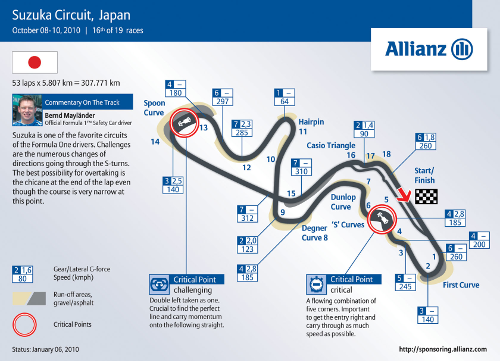 Suzuka Circuit, Japan
October 08-10, 2010 | 16th of 19 races
Allianz
53 laps x 5.807 km = 307.771 km
Commentary On The Track
Bernd Mayländer
Official Formula 1™ Safety Car driver
Suzuka is one of the favorite circuits
of the Formula One drivers. Challenges
are the numerous changes of
directions going through the S-turns.
The best possibility for overtaking is
the chicane at the end of the lap even
though the course is very narrow at
this point.
4 –
180
6 –
297
1 –
64
Spoon
Curve
13
14
7 2,3
285
12
Hairpin
11
10
Casio Triangle
16 17 18
2 1,4
90
6 1,8
260
Start/
Finish
3 2,5
140
7 –
310
15
7 –
312
9
Degner
Curve 8
2 2,0
123
4 2,8
185
Dunlop
Curve
7
6
5
'S' Curves
4
3
4 2,8
185
4 –
200
6 –
260
1
2
First Curve
5 –
245
3 –
140
2 1,6
80
Gear/Lateral G-force
Speed (kmph)
Run-off areas,
gravel/asphalt
Critical Points
Critical Point
challenging
Double left taken as one.
Crucial to find the perfect
line and carry momentum
onto the following straight.
Critical Point
critical
A flowing combination of
five corners. Important
to get the entry right and
carry through as much
speed as possible.
Status: January 06, 2010
http://sponsoring.allianz.com